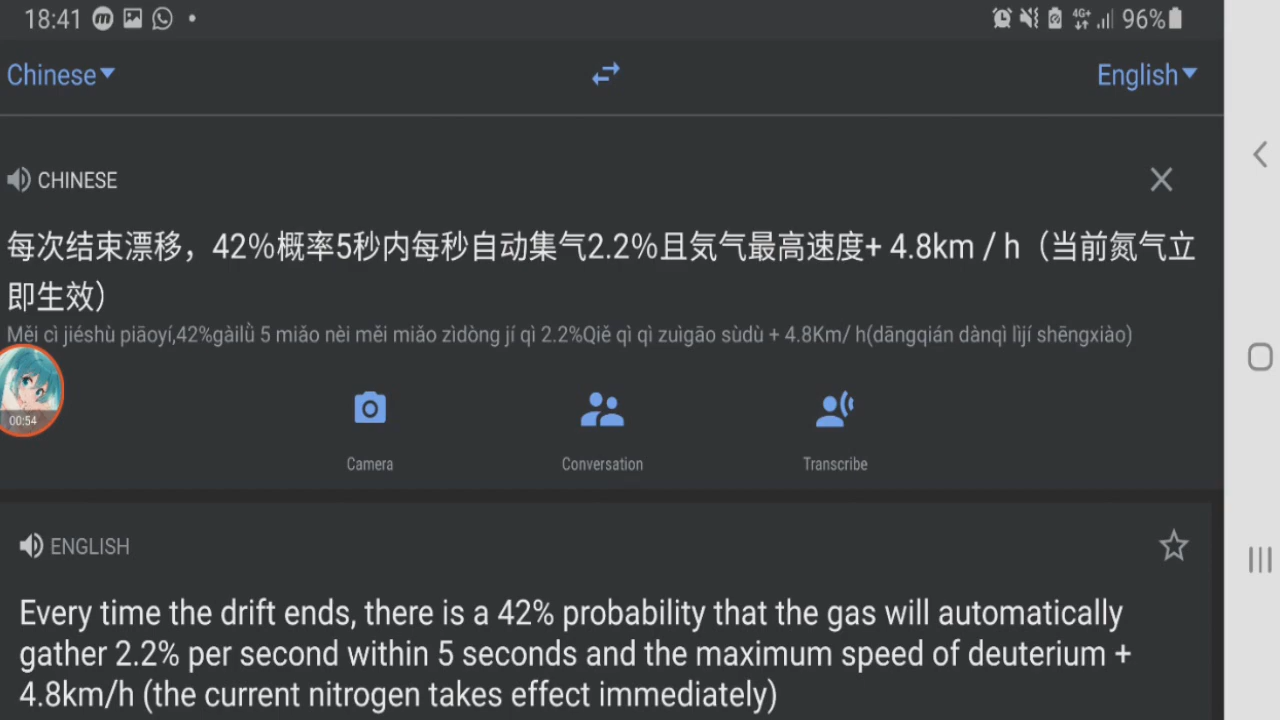 18:41
4G+
96%
Chinese
English
CHINESE
每次结束漂移，42%概率5秒内每秒自动集气2.2%且気气最高速度+ 4.8km / h（当前氮气立
即生效）
Měi cì jiéshù piāoyí,42%gàilǜ 5 miǎo nèi měi miǎo zìdòng jí qì 2.2%Qiě qì qì zuìgāo sùdù + 4.8Km/ h(dāngqián dànqì lìjí shēngxiào)
00:54
Camera
Conversation
Transcribe
ENGLISH
Every time the drift ends, there is a 42% probability that the gas will automatically
gather 2.2% per second within 5 seconds and the maximum speed of deuterium +
4.8km/h (the current nitrogen takes effect immediately)